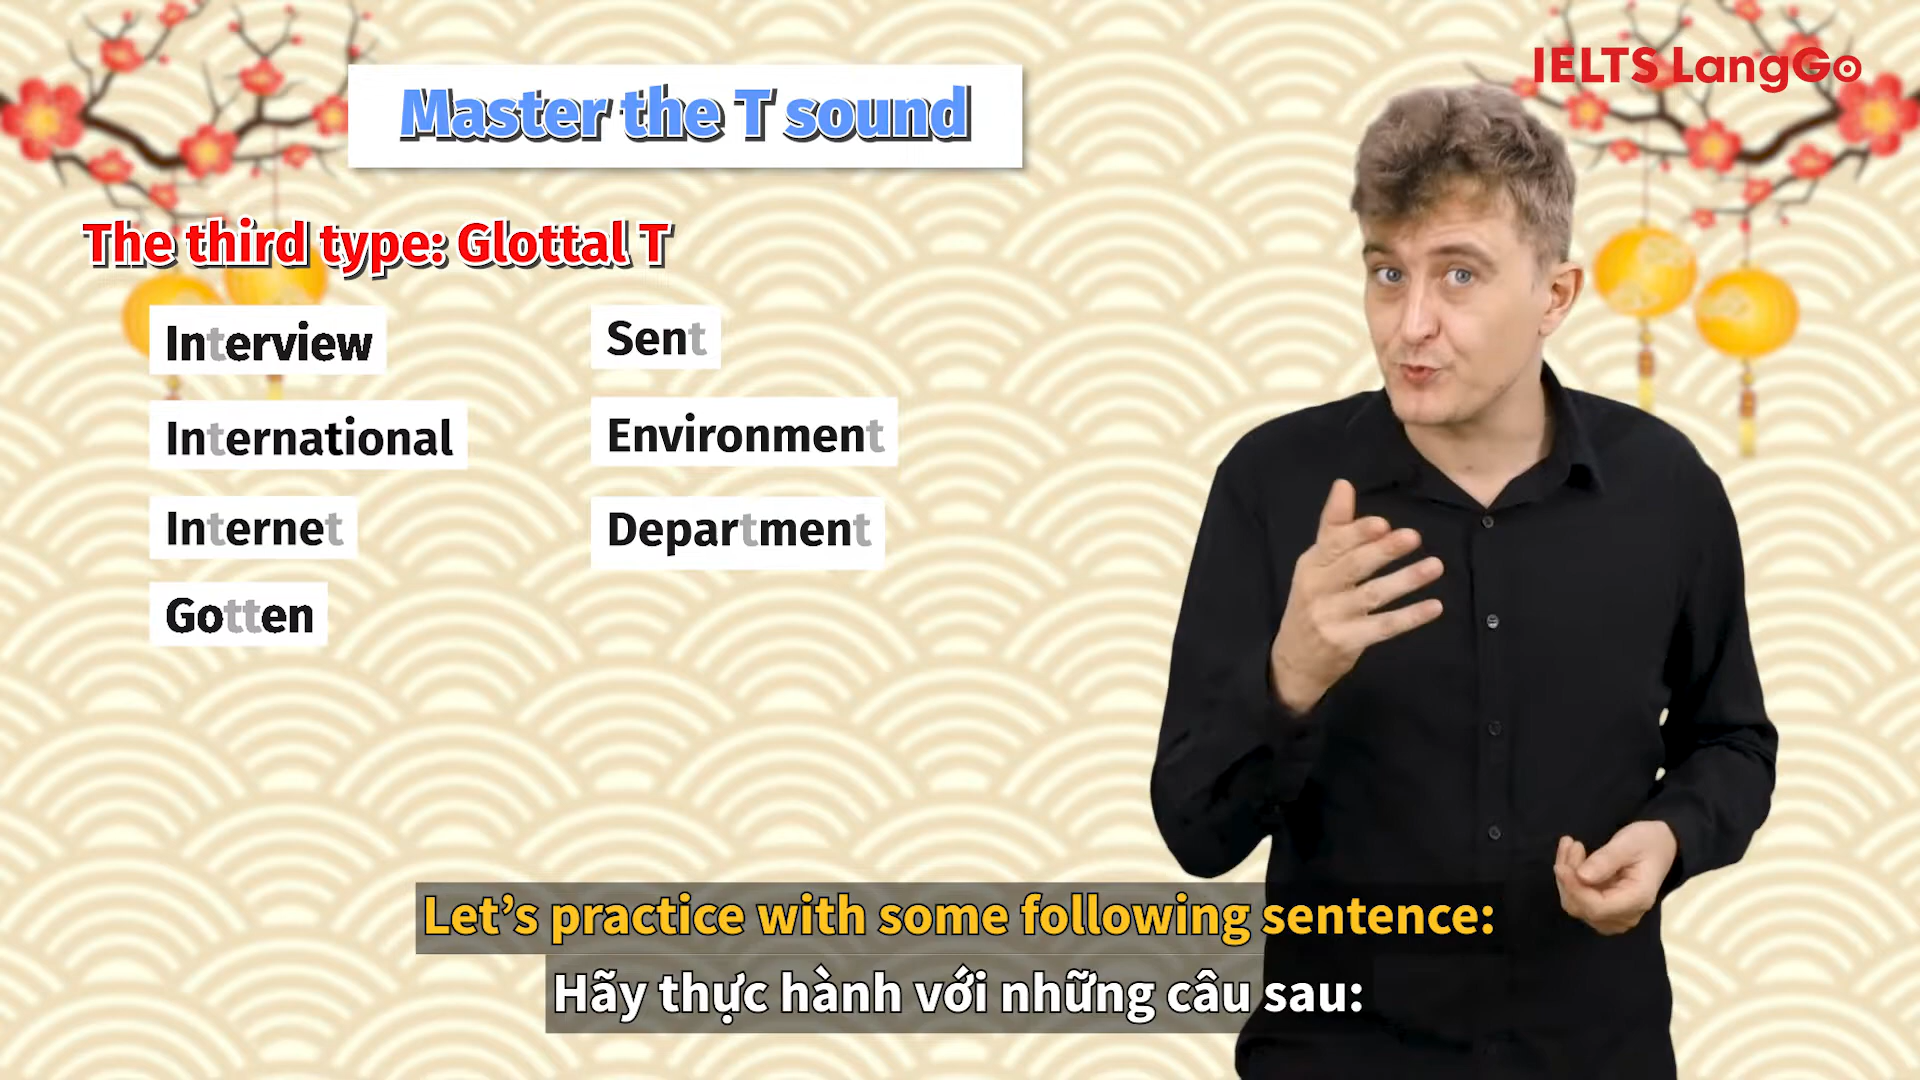 IELTS LangGo
Master the T sound
The third type: Glottal T
Interview
International
Internet
Gotten
Sent
Environment
Department
Let’s practice with some following sentence:
Hãy thực hành với những câu sau: